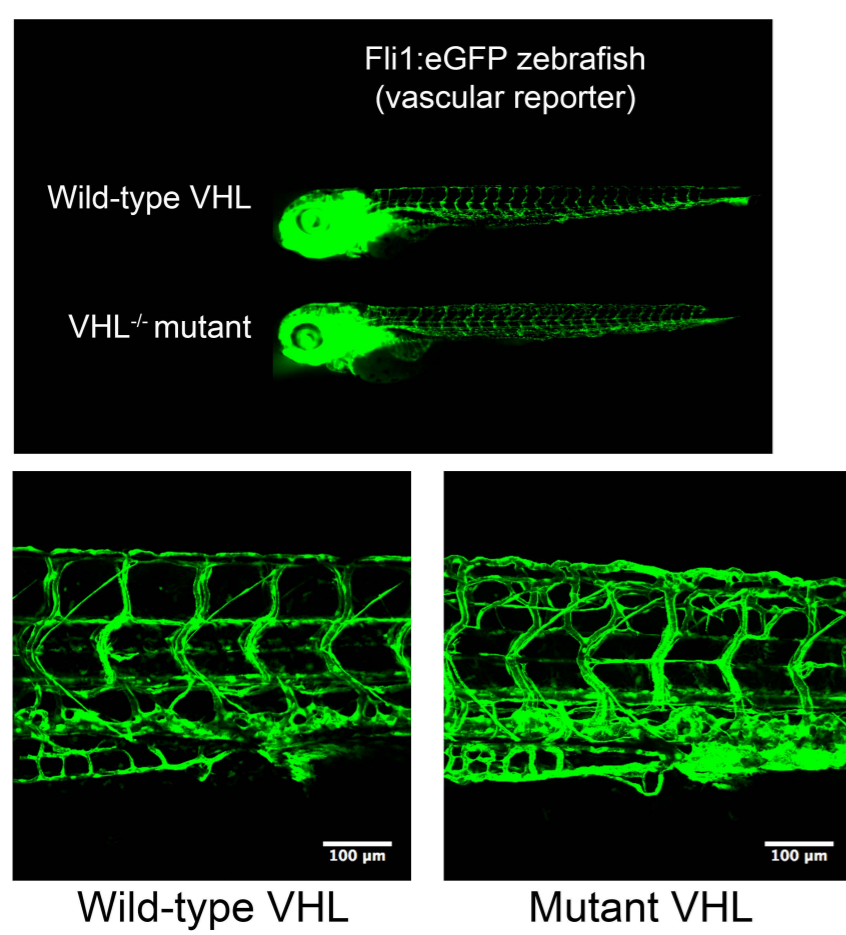 Fli1:eGFP zebrafish
(vascular reporter)
Wild-type VHL
VHL-/- mutant
100 µm
100 µm
Wild-type VHL
Mutant VHL